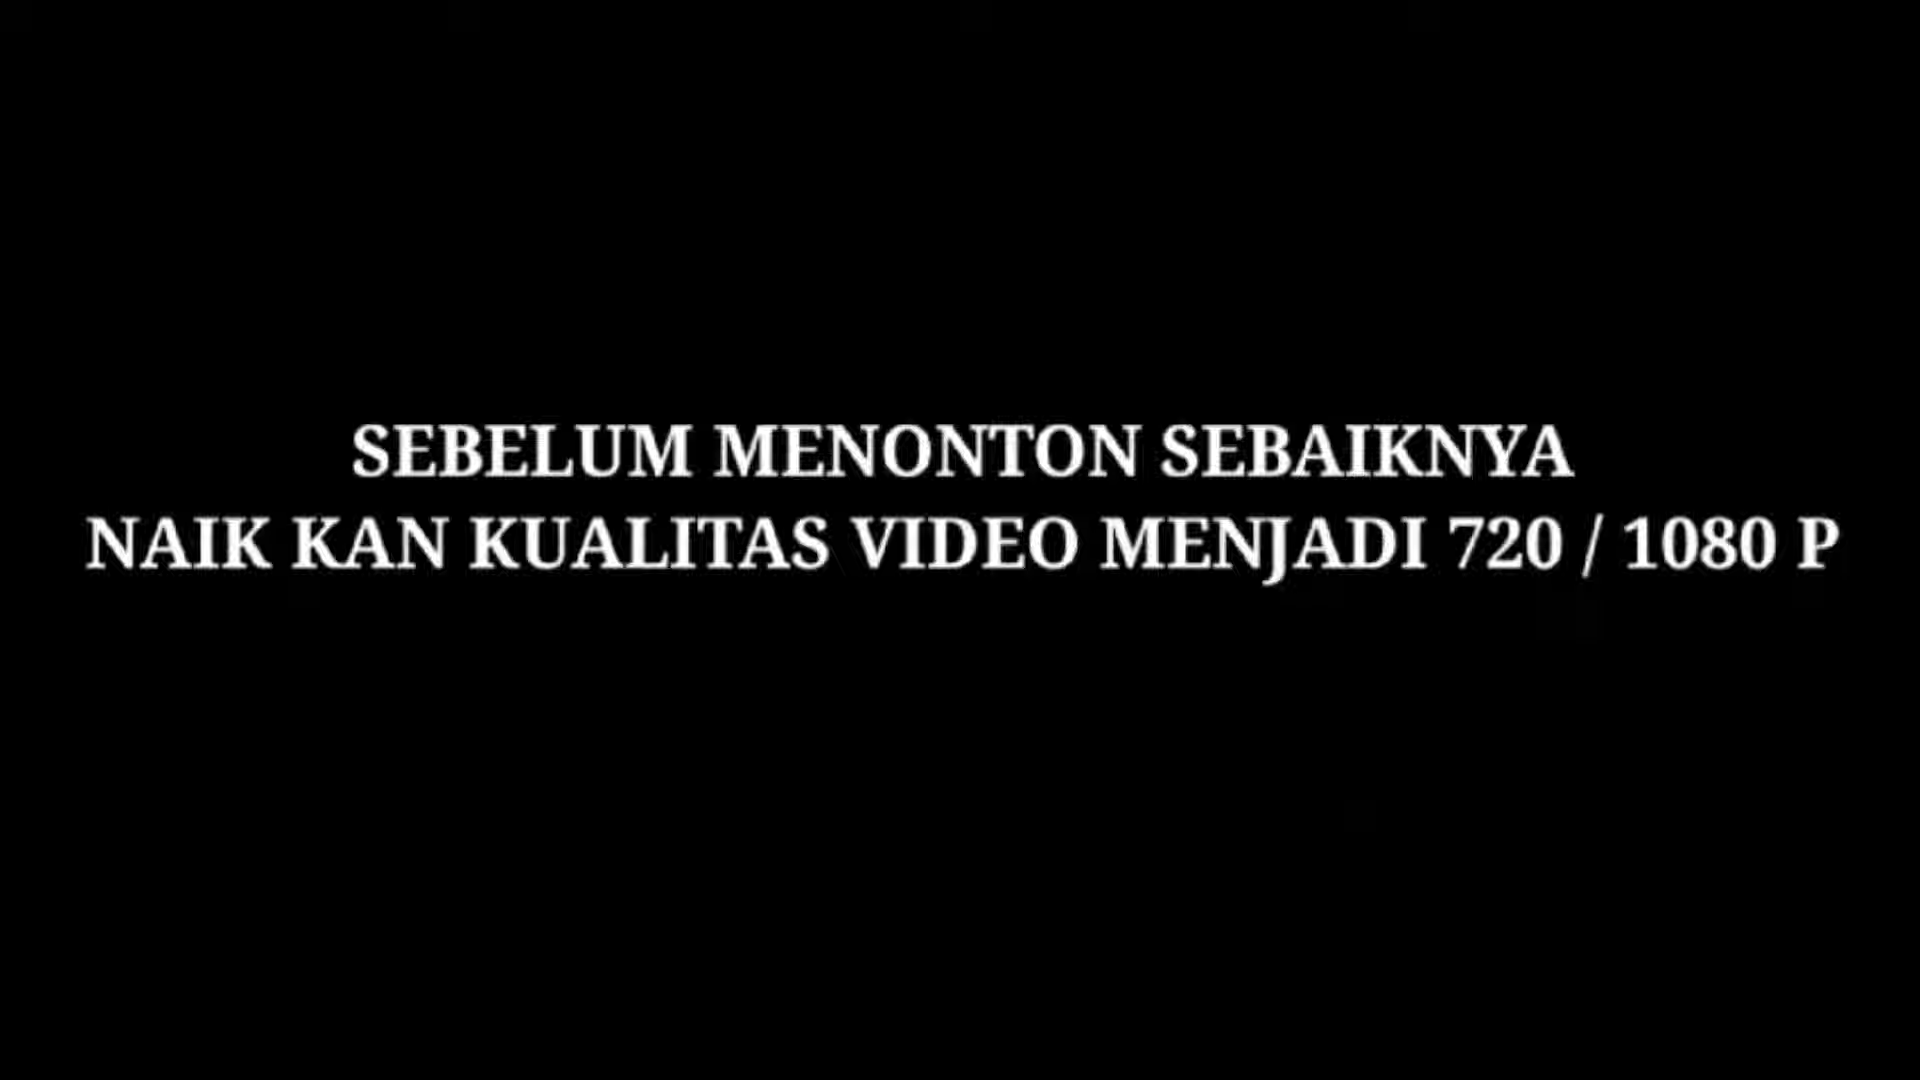 SEBELUM MENONTON SEBAIKNYA
NAIK KAN KUALITAS VIDEO MENJADI 720 / 1080 P